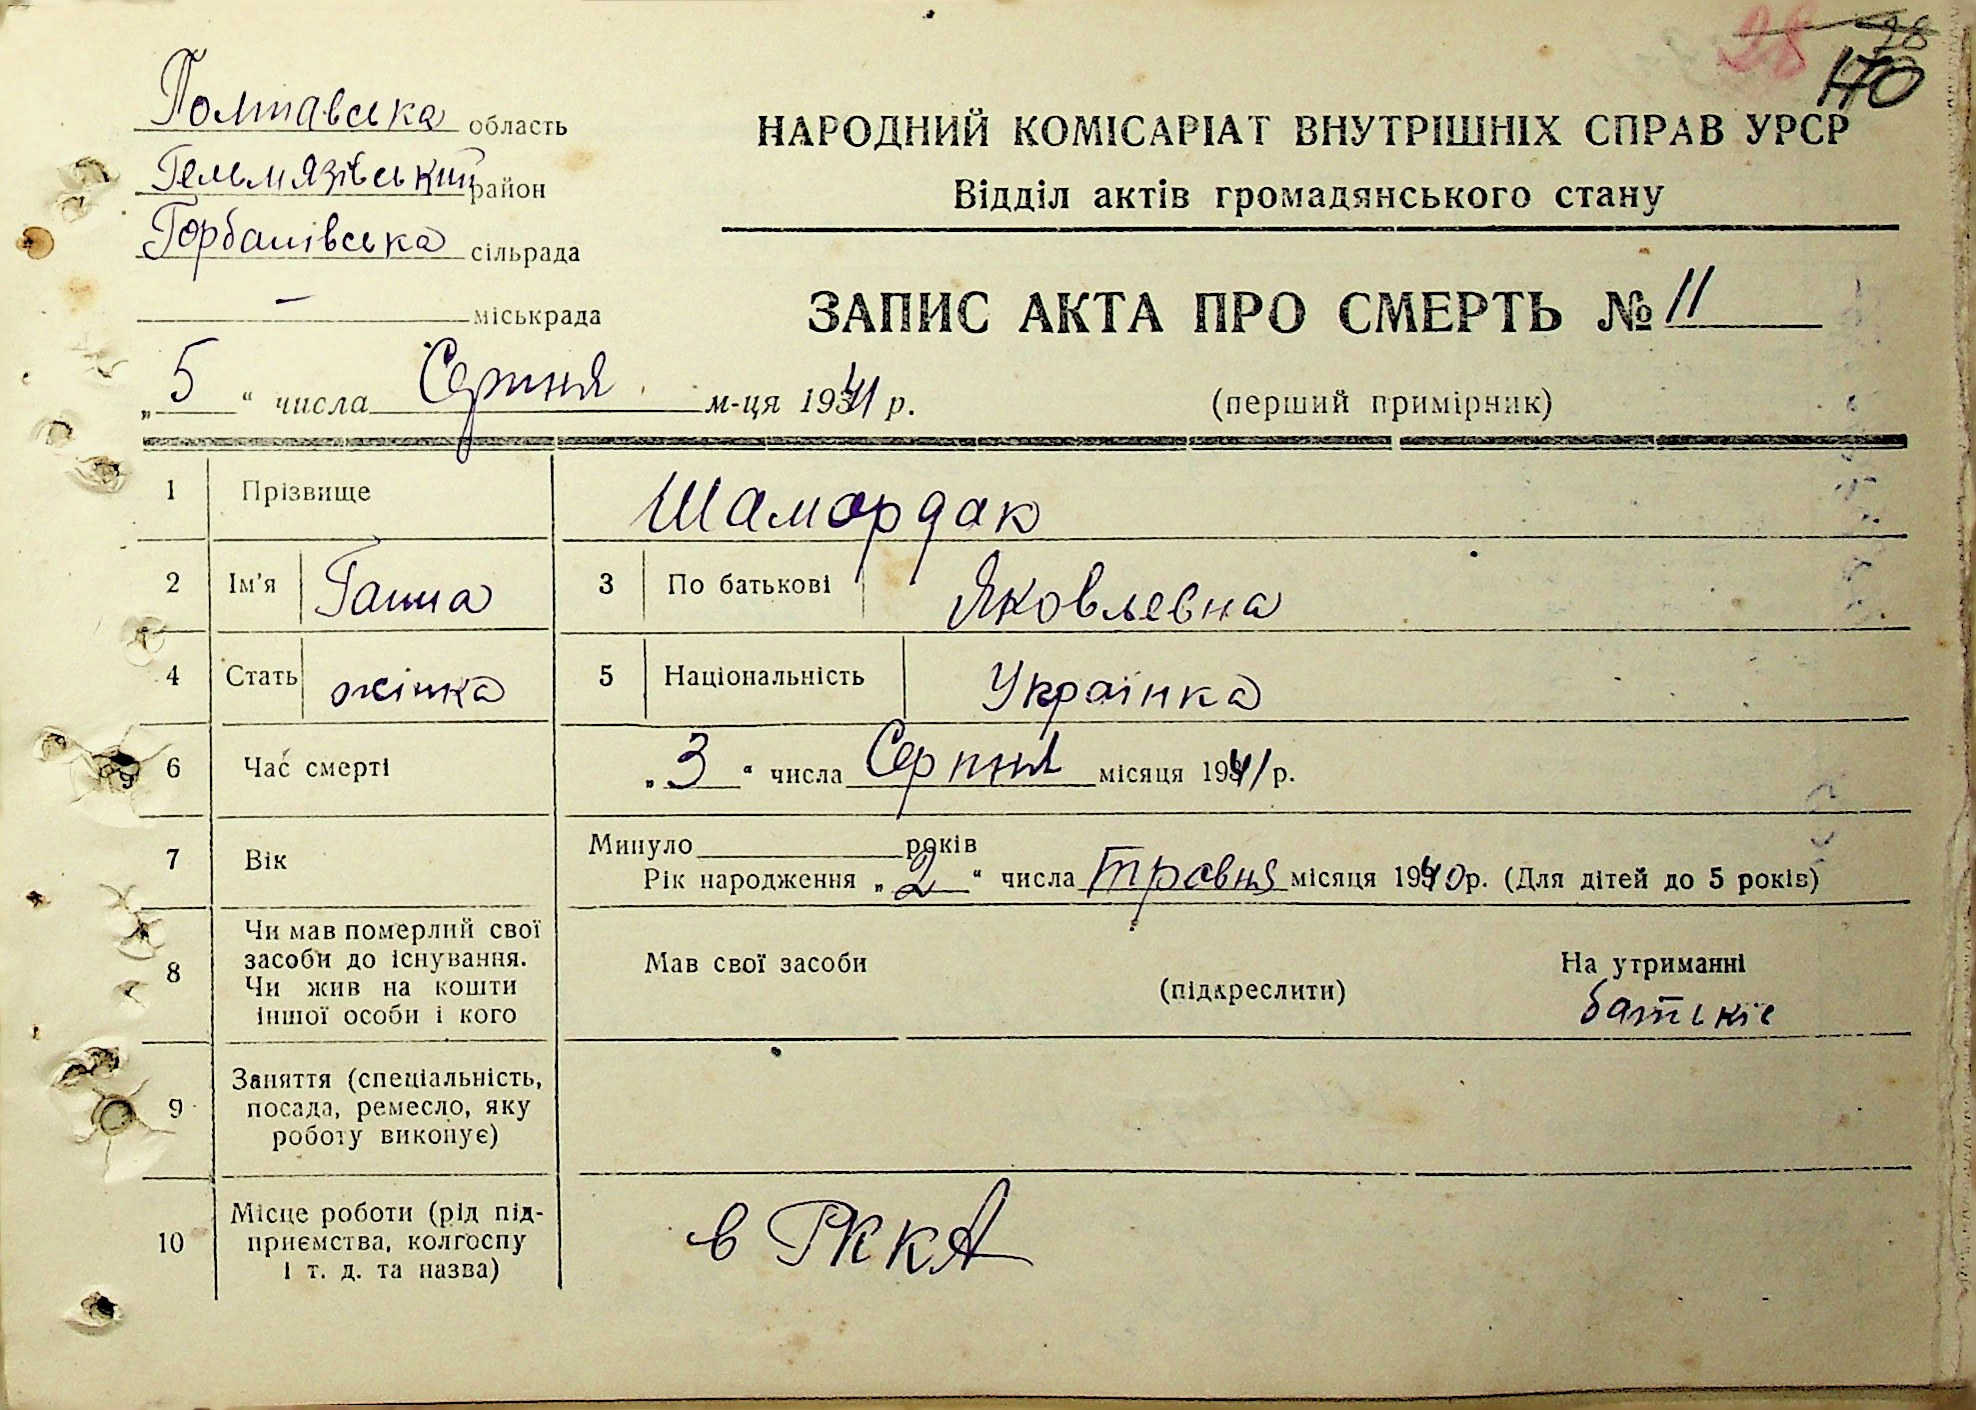 28 28
170
Полтавська область
Гельмязівський район
Горбанівська сільрада
— міськрада
НАРОДНИЙ КОМІСАРІАТ ВНУТРІШНІХ СПРАВ УРСР
Відділ актів громадянського стану
ЗАПИС АКТА ПРО СМЕРТЬ № 11
„5“ числа Серпня м-ця 1941 р.
(перший примірник)
1 Прізвище Шамордак
2 Ім'я Ганна 3 По батькові Яковлевна
4 Стать жінка 5 Національність Українка
6 Час смерті „3“ числа Серпня місяця 1941 р.
7 Вік Минуло ______ років
Рік народження „2“ числа травня місяця 1940 р. (Для дітей до 5 років)
8 Чи мав померлий свої
засоби до існування.
Чи жив на кошти
іншої особи і кого
Мав свої засоби
(підкреслити)
На утриманні
батьків
9 Заняття (спеціальність,
посада, ремесло, яку
роботу виконує)
10 Місце роботи (рід під-
приємства, колгоспу
і т. д. та назва)
в РККА